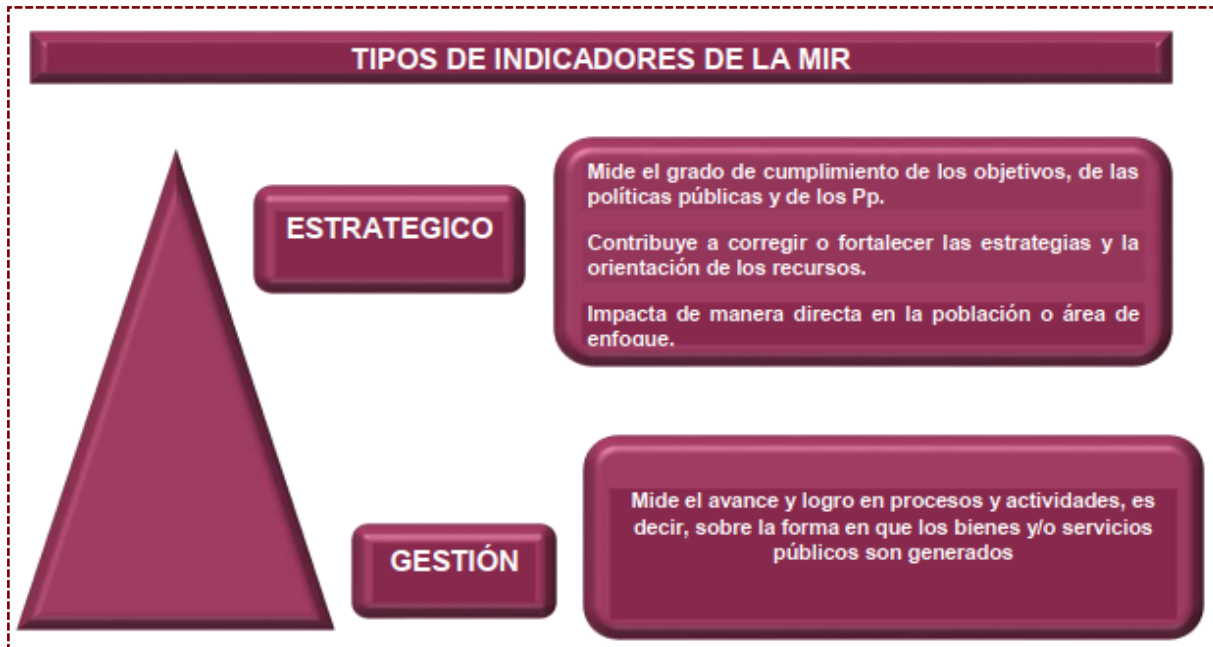 TIPOS DE INDICADORES DE LA MIR
ESTRATEGICO
Mide el grado de cumplimiento de los objetivos, de las
políticas públicas y de los Pp.
Contribuye a corregir o fortalecer las estrategias y la
orientación de los recursos.
Impacta de manera directa en la población o área de
enfoque.
GESTIÓN
Mide el avance y logro en procesos y actividades, es
decir, sobre la forma en que los bienes y/o servicios
públicos son generados